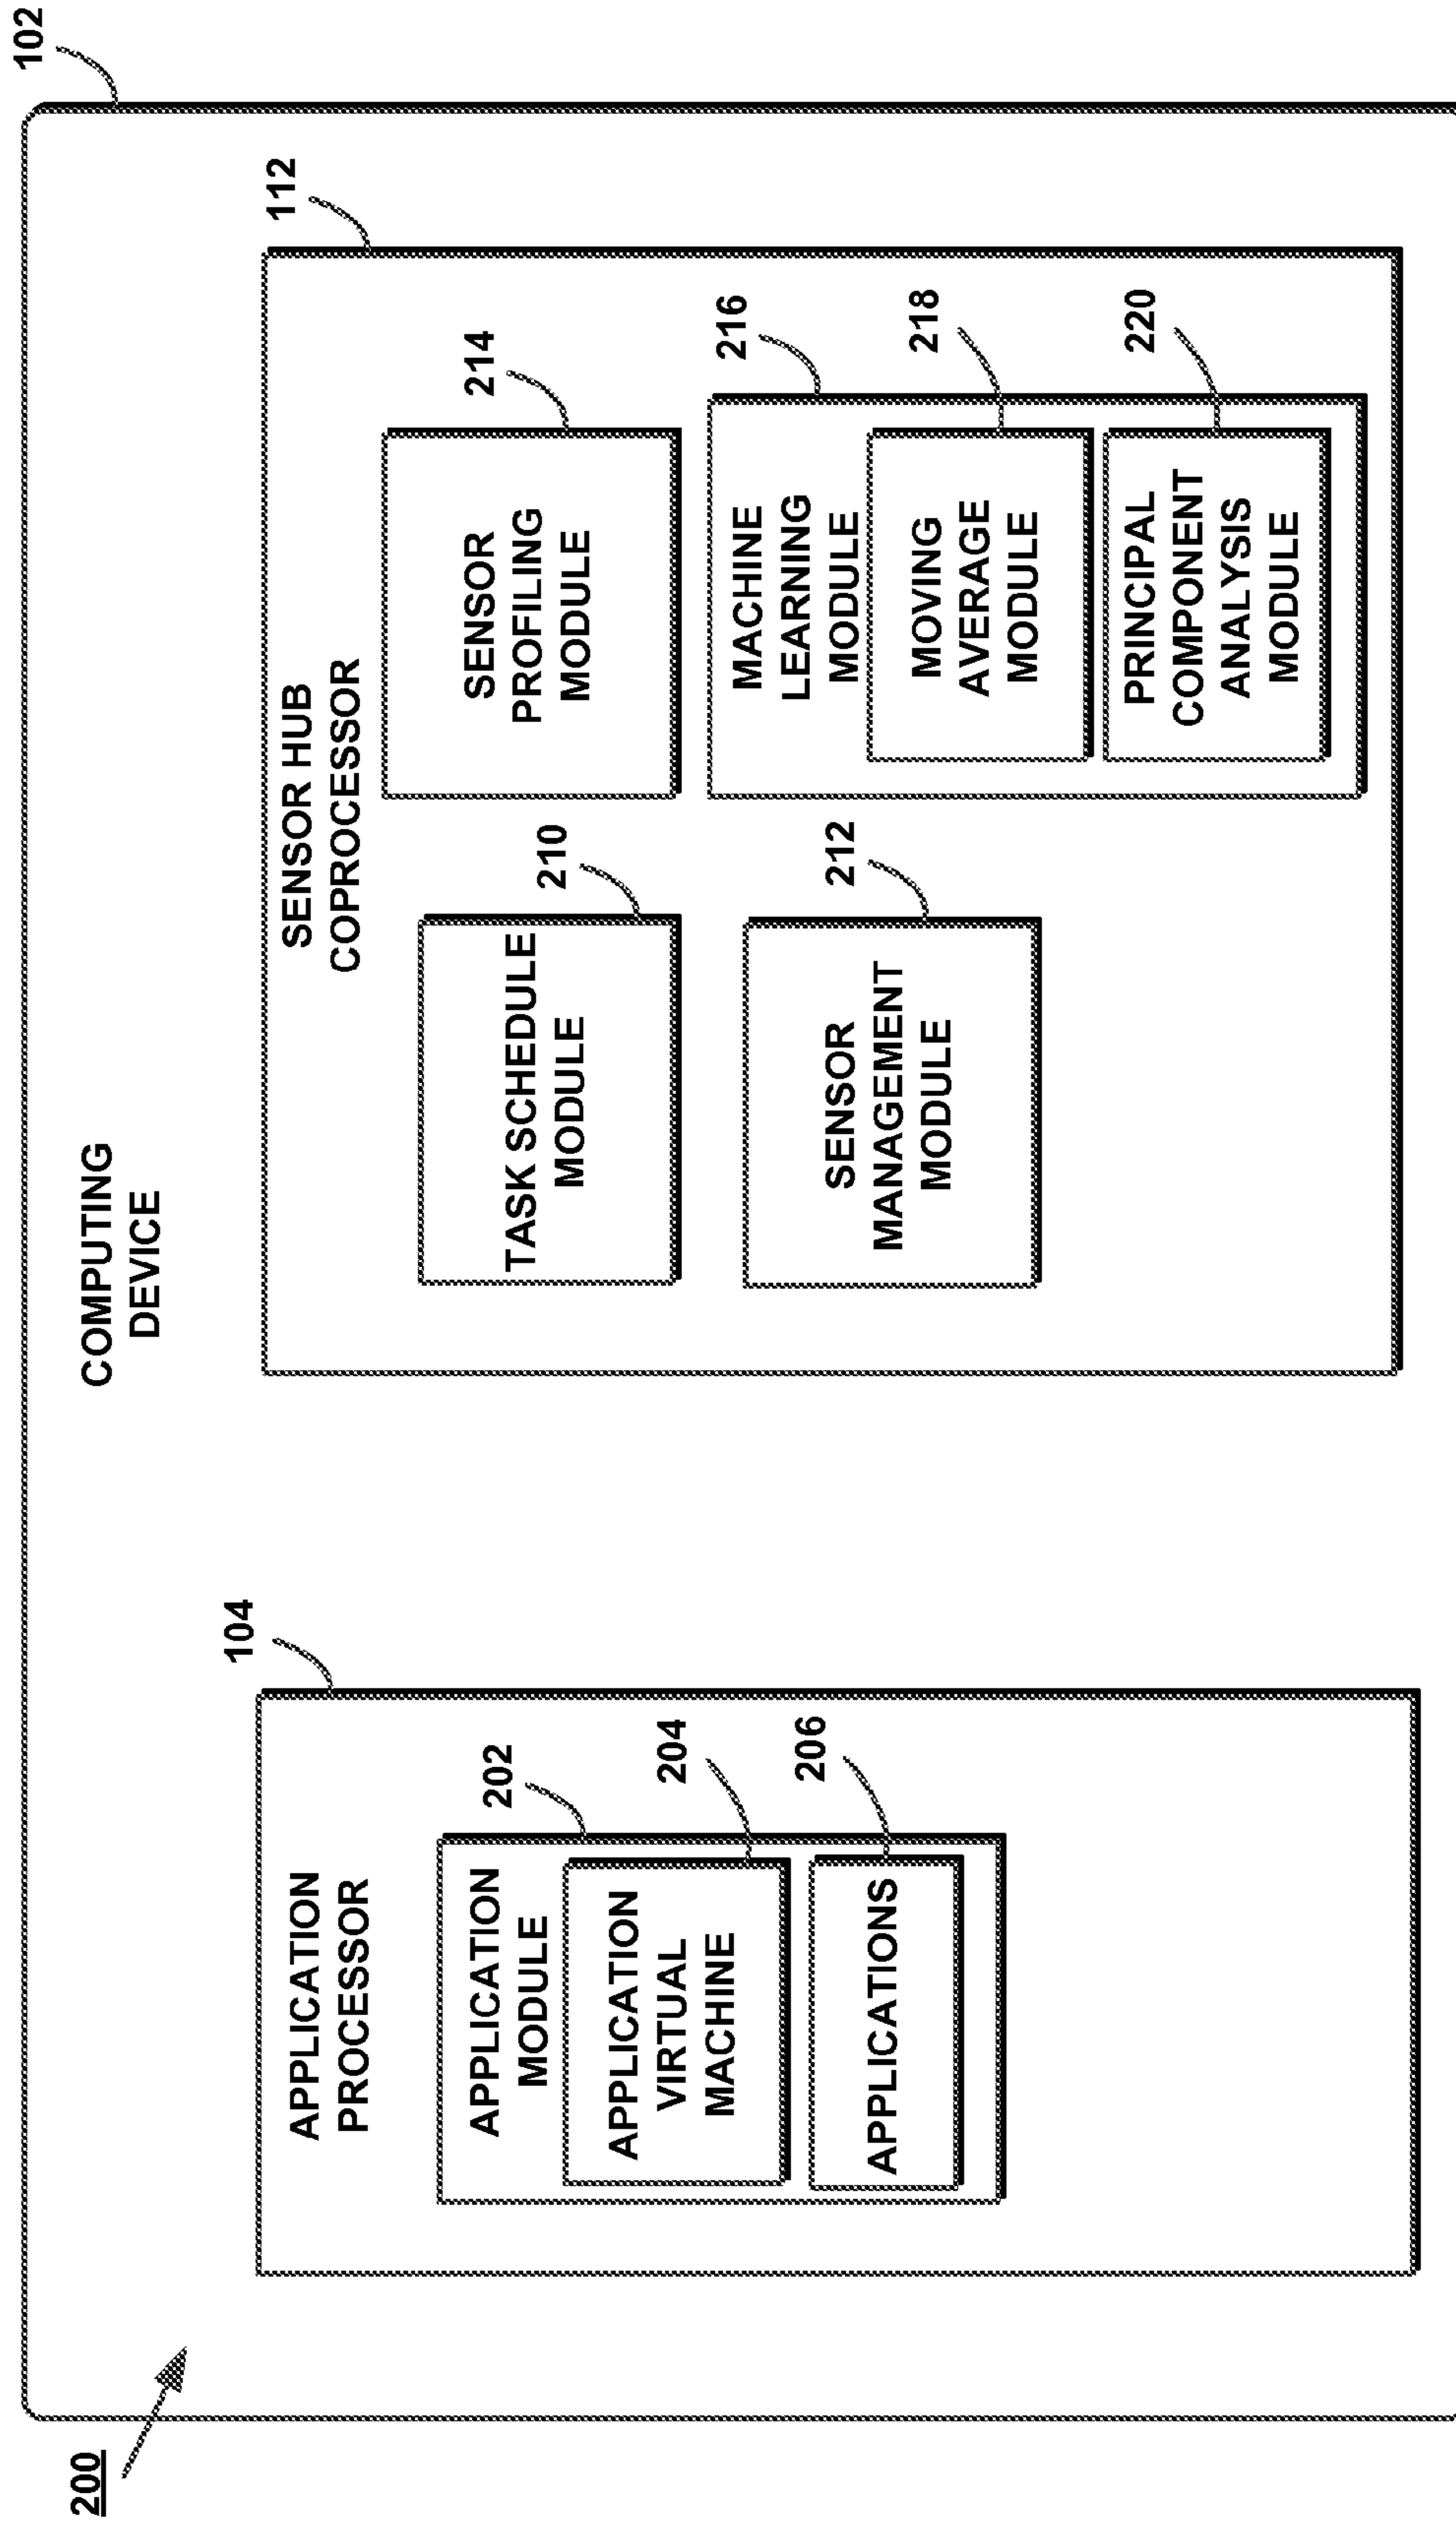 200
102
COMPUTING
DEVICE
104
APPLICATION
PROCESSOR
202
APPLICATION
MODULE
204
APPLICATION
VIRTUAL
MACHINE
206
APPLICATIONS
112
SENSOR HUB
COPROCESSOR
210
TASK SCHEDULE
MODULE
212
SENSOR
MANAGEMENT
MODULE
214
SENSOR
PROFILING
MODULE
216
MACHINE
LEARNING
MODULE
218
MOVING
AVERAGE
MODULE
220
PRINCIPAL
COMPONENT
ANALYSIS
MODULE